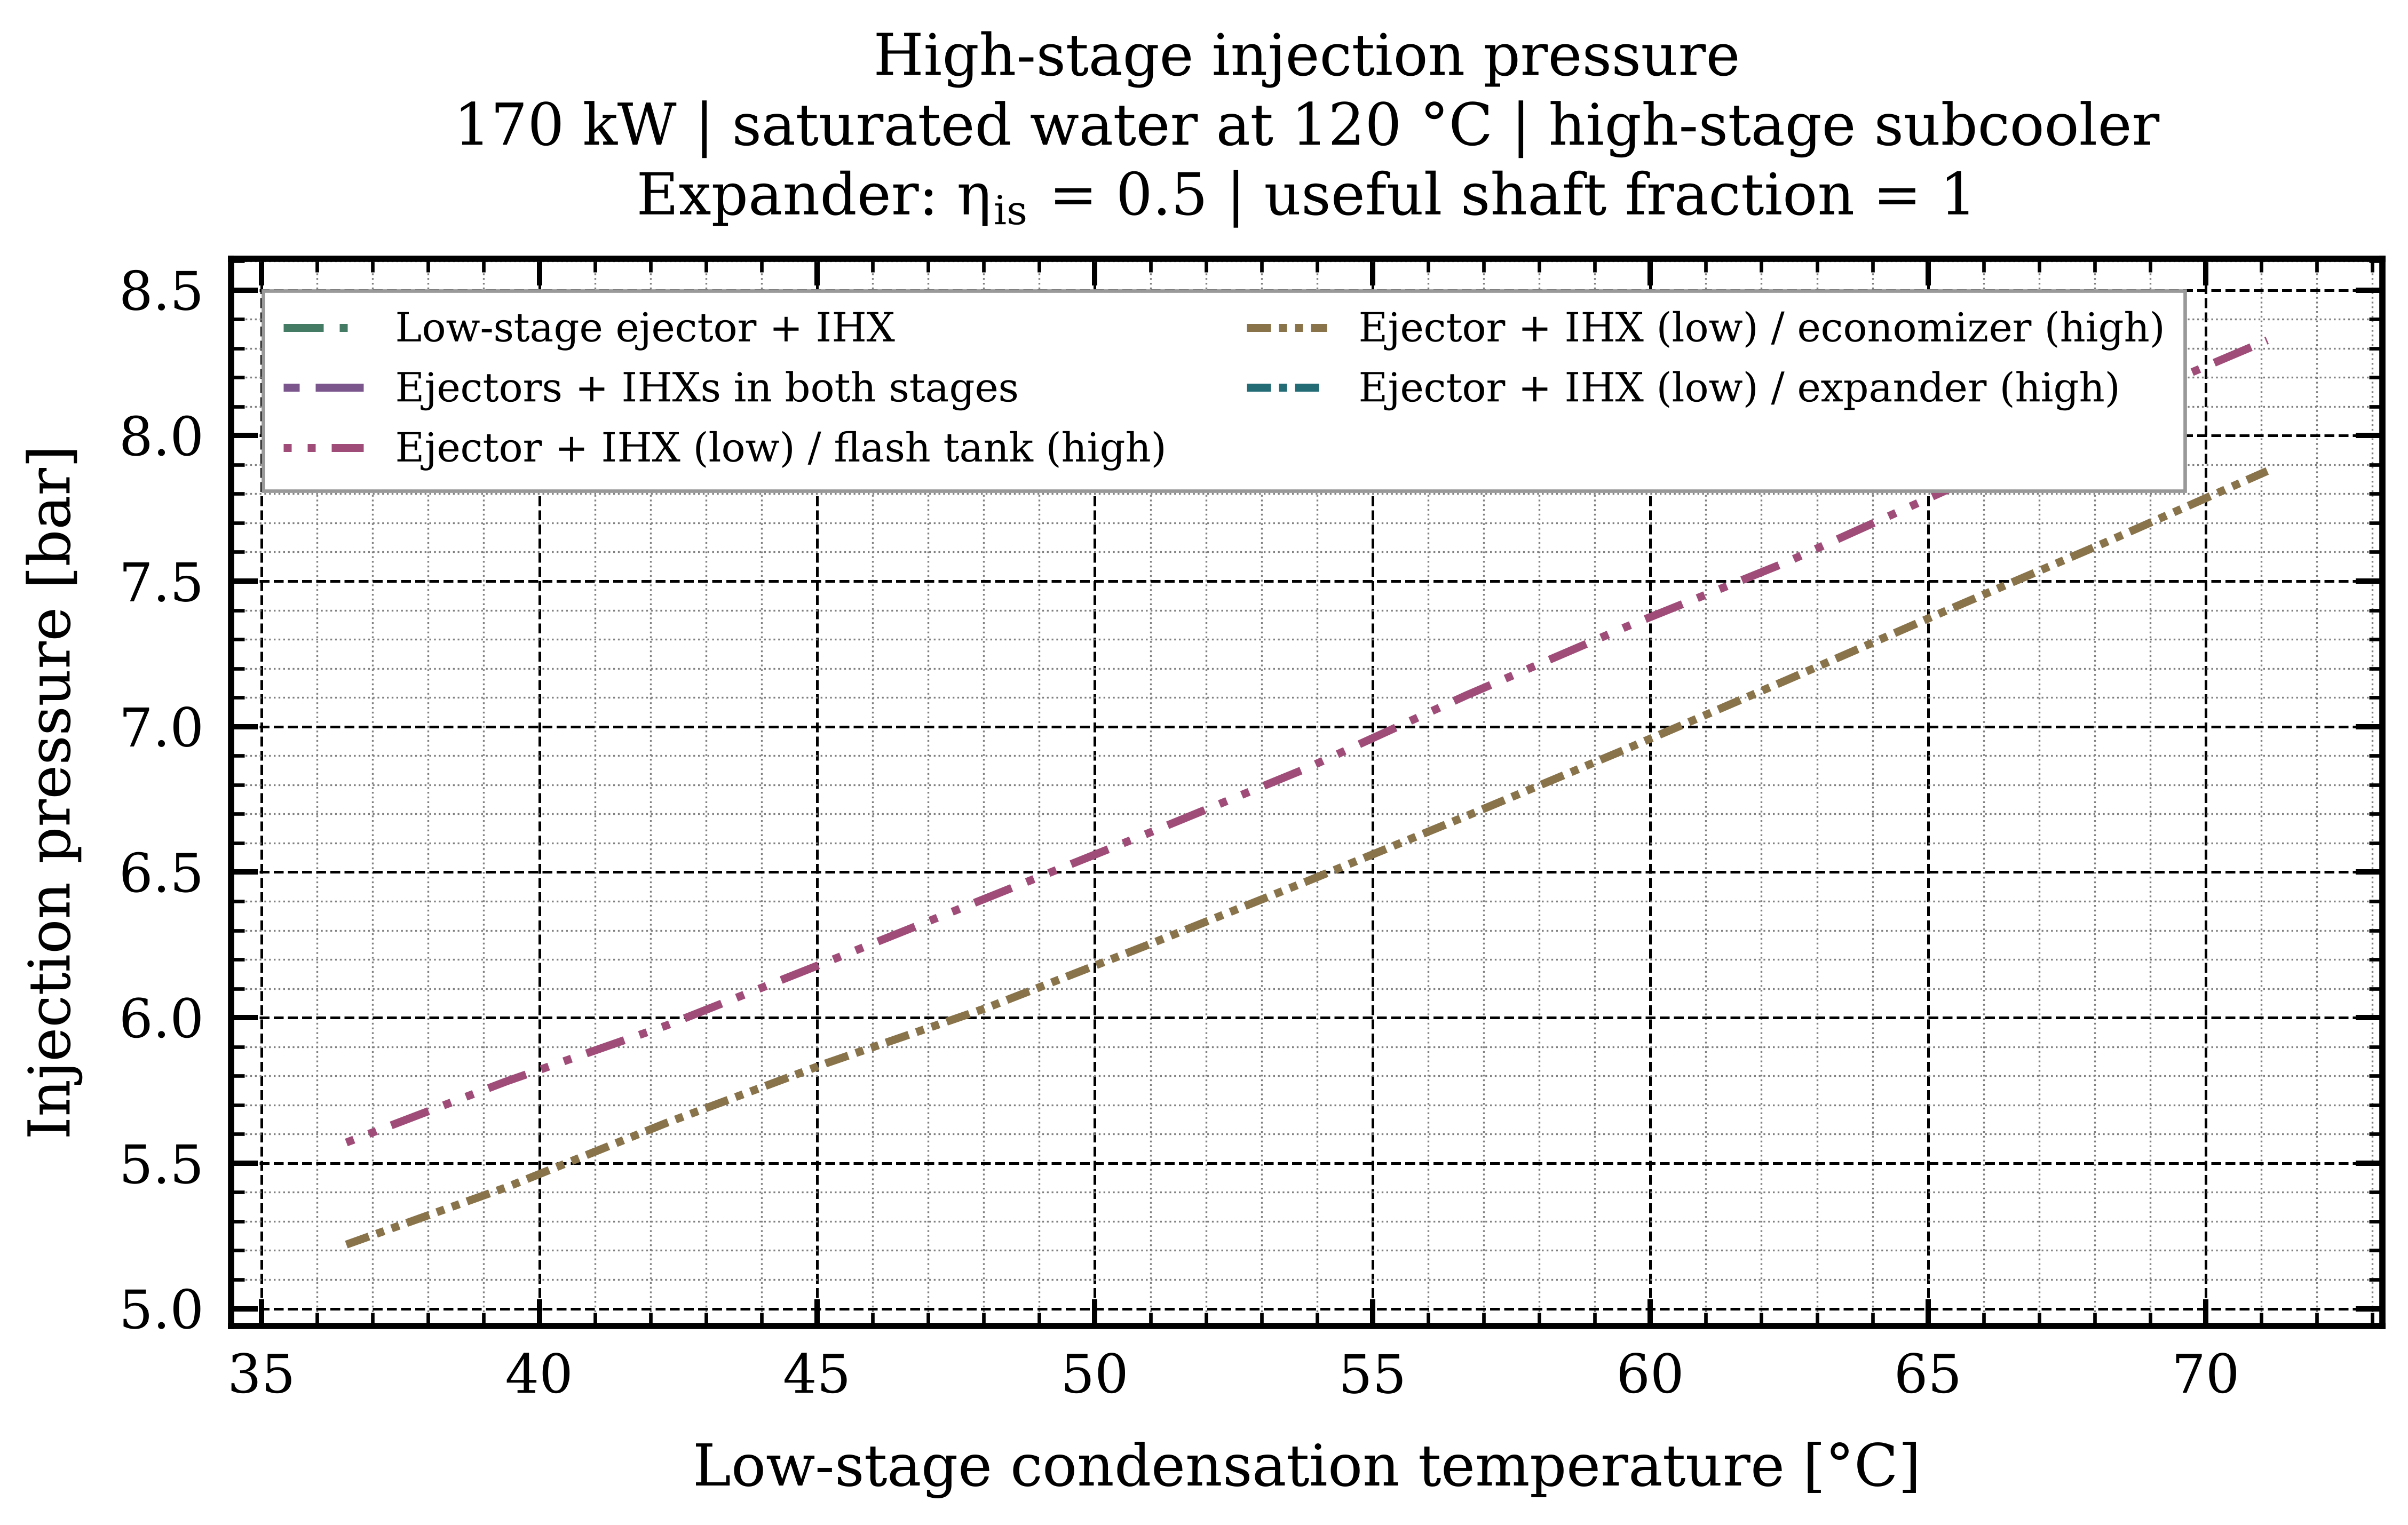 High-stage injection pressure
170 kW | saturated water at 120 °C | high-stage subcooler
Expander: ηis = 0.5 | useful shaft fraction = 1
Injection pressure [bar]
8.5
8.0
7.5
7.0
6.5
6.0
5.5
5.0
Low-stage ejector + IHX
Ejectors + IHXs in both stages
Ejector + IHX (low) / flash tank (high)
Ejector + IHX (low) / economizer (high)
Ejector + IHX (low) / expander (high)
35 40 45 50 55 60 65 70
Low-stage condensation temperature [°C]